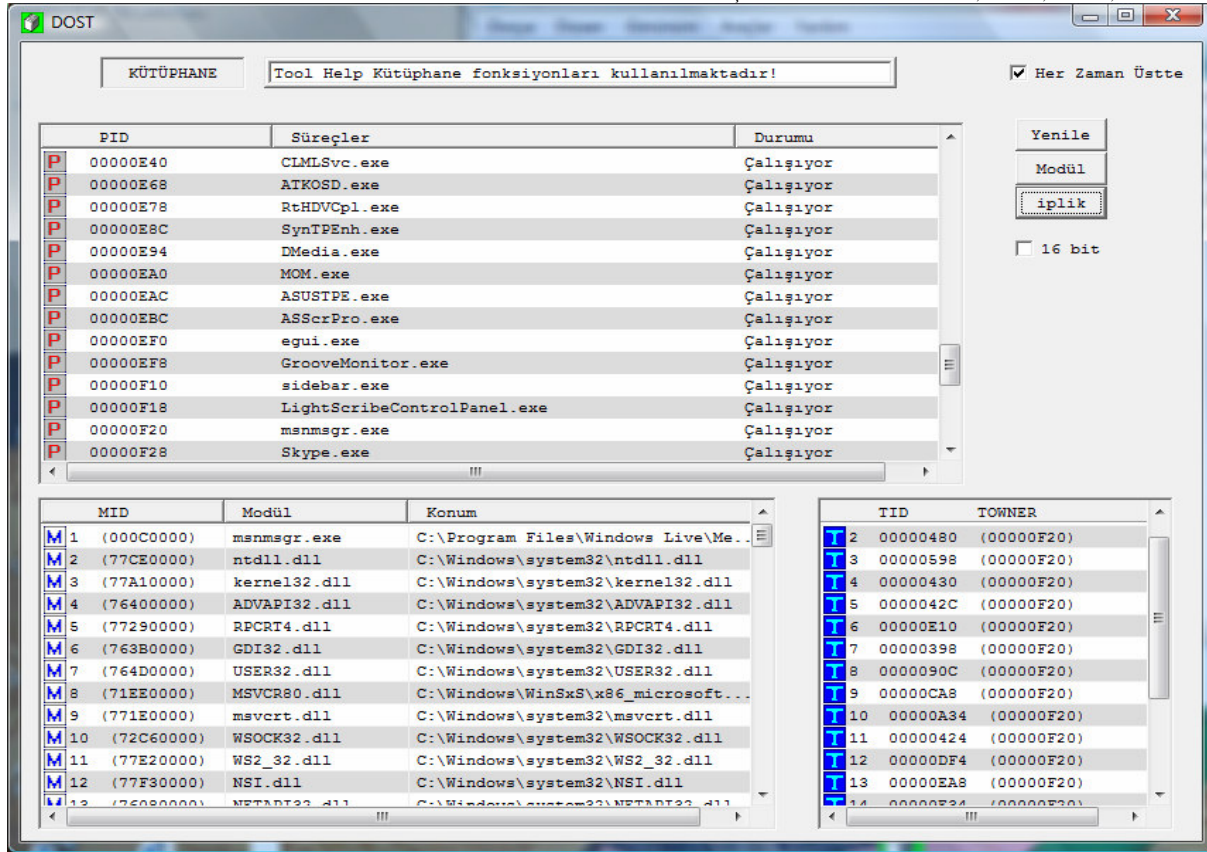 DOST
KÜTÜPHANE Tool Help Kütüphane fonksiyonları kullanılmaktadır! Her Zaman Üstte
PID Süreçler Durumu
P 00000E40 CLMLSvc.exe Çalışıyor
P 00000E68 ATKOSD.exe Çalışıyor
P 00000E78 RtHDVCpl.exe Çalışıyor
P 00000E8C SynTPEnh.exe Çalışıyor
P 00000E94 DMedia.exe Çalışıyor
P 00000EA0 MOM.exe Çalışıyor
P 00000EAC ASUSTPE.exe Çalışıyor
P 00000EBC ASScrPro.exe Çalışıyor
P 00000EF0 egui.exe Çalışıyor
P 00000EF8 GrooveMonitor.exe Çalışıyor
P 00000F10 sidebar.exe Çalışıyor
P 00000F18 LightScribeControlPanel.exe Çalışıyor
P 00000F20 msnmsgr.exe Çalışıyor
P 00000F28 Skype.exe Çalışıyor
Yenile
Modül
iplik
16 bit
MID Modül Konum
M 1 (000C0000) msnmsgr.exe C:\Program Files\Windows Live\Me...
M 2 (77CE0000) ntdll.dll C:\Windows\system32\ntdll.dll
M 3 (77A10000) kernel32.dll C:\Windows\system32\kernel32.dll
M 4 (76400000) ADVAPI32.dll C:\Windows\system32\ADVAPI32.dll
M 5 (77290000) RPCRT4.dll C:\Windows\system32\RPCRT4.dll
M 6 (763B0000) GDI32.dll C:\Windows\system32\GDI32.dll
M 7 (764D0000) USER32.dll C:\Windows\system32\USER32.dll
M 8 (71EE0000) MSVCR80.dll C:\Windows\WinSxS\x86_microsoft...
M 9 (771E0000) msvcrt.dll C:\Windows\system32\msvcrt.dll
M 10 (72C60000) WSOCK32.dll C:\Windows\system32\WSOCK32.dll
M 11 (77E20000) WS2_32.dll C:\Windows\system32\WS2_32.dll
M 12 (77F30000) NSI.dll C:\Windows\system32\NSI.dll
M 13 (76080000) NETAPI32.dll C:\Windows\system32\NETAPI32.dll
TID TOWNER
T 2 00000480 (00000F20)
T 3 00000598 (00000F20)
T 4 00000430 (00000F20)
T 5 0000042C (00000F20)
T 6 00000E10 (00000F20)
T 7 00000398 (00000F20)
T 8 0000090C (00000F20)
T 9 00000CA8 (00000F20)
T 10 00000A34 (00000F20)
T 11 00000424 (00000F20)
T 12 00000DF4 (00000F20)
T 13 00000EA8 (00000F20)
T 14 (00000F20)